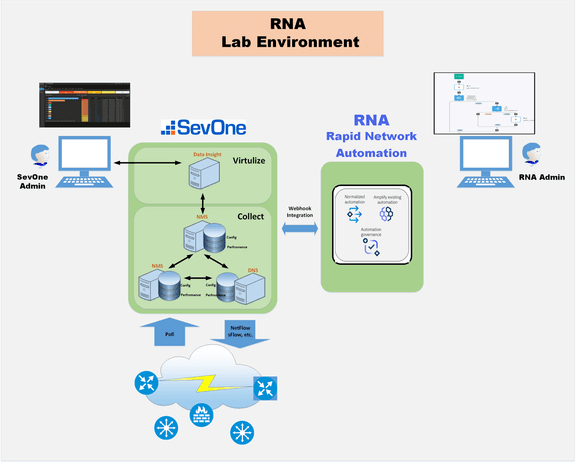 RNA
Lab Environment
SevOne
RNA
Rapid Network
Automation
SevOne
Admin
RNA Admin
Data Insight
Virtulize
Collect
NMS
Config
Performance
NMS
Config
Performance
DNS
Config
Performance
Webhook
Integration
Normalized
automation
Amplify existing
automation
Automation
governance
Poll
NetFlow
sFlow, etc.